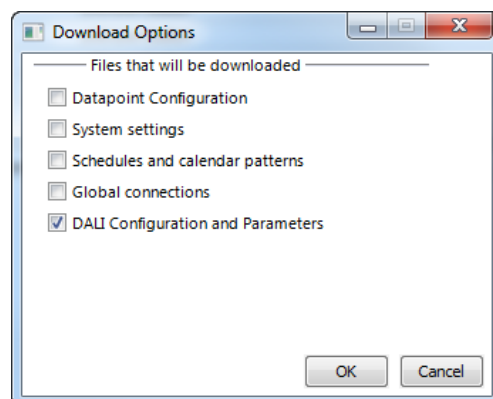 Download Options
Files that will be downloaded
Datapoint Configuration
System settings
Schedules and calendar patterns
Global connections
DALI Configuration and Parameters
OK Cancel